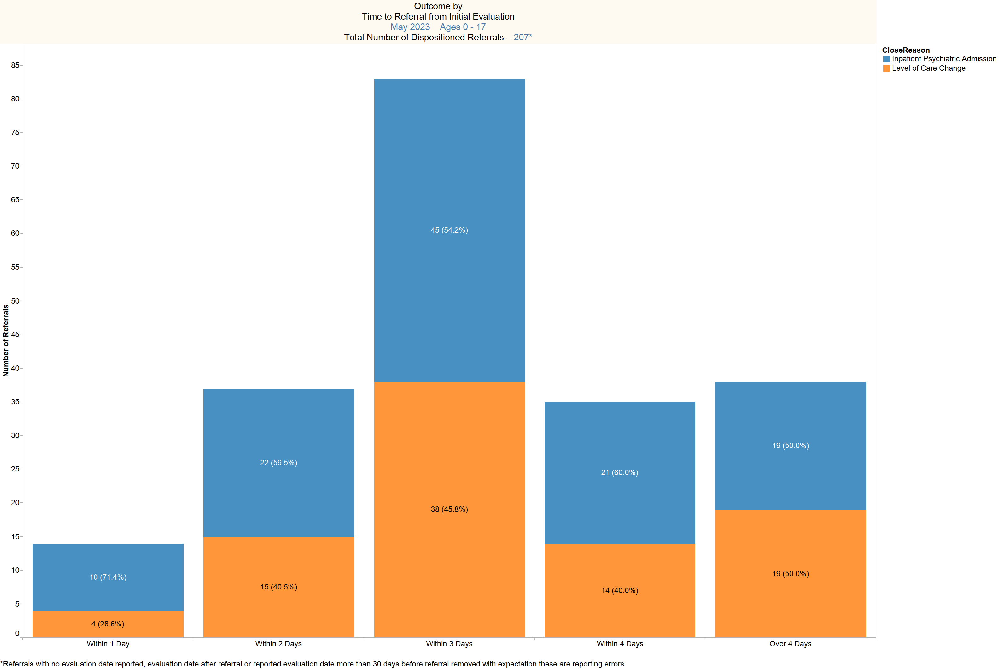 Outcome by
Time to Referral from Initial Evaluation
May 2023 Ages 0 - 17
Total Number of Dispositioned Referrals – 207*
CloseReason
Inpatient Psychiatric Admission
Level of Care Change
Number of Referrals
85
80
75
70
65
60
55
50
45
40
35
30
25
20
15
10
5
0
10 (71.4%)
4 (28.6%)
22 (59.5%)
15 (40.5%)
45 (54.2%)
38 (45.8%)
21 (60.0%)
14 (40.0%)
19 (50.0%)
19 (50.0%)
Within 1 Day
Within 2 Days
Within 3 Days
Within 4 Days
Over 4 Days
*Referrals with no evaluation date reported, evaluation date after referral or reported evaluation date more than 30 days before referral removed with expectation these are reporting errors